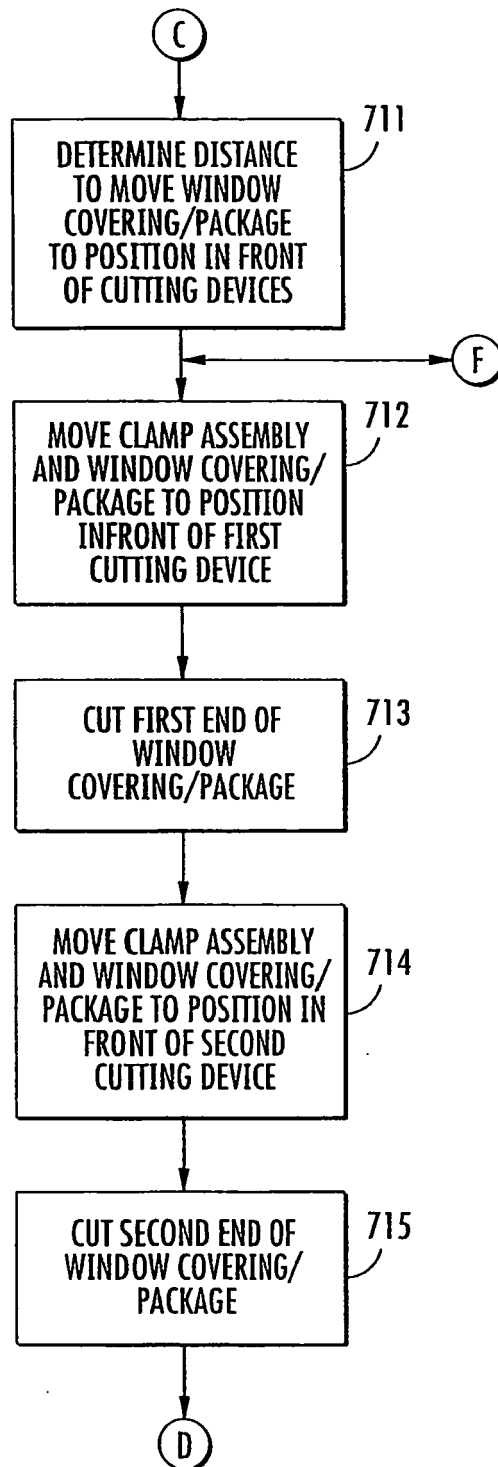 C
711
DETERMINE DISTANCE
TO MOVE WINDOW
COVERING/PACKAGE
TO POSITION IN FRONT
OF CUTTING DEVICES
F
712
MOVE CLAMP ASSEMBLY
AND WINDOW COVERING/
PACKAGE TO POSITION
INFRONT OF FIRST
CUTTING DEVICE
713
CUT FIRST END OF
WINDOW
COVERING/PACKAGE
714
MOVE CLAMP ASSEMBLY
AND WINDOW COVERING/
PACKAGE TO POSITION IN
FRONT OF SECOND
CUTTING DEVICE
715
CUT SECOND END OF
WINDOW COVERING/
PACKAGE
D